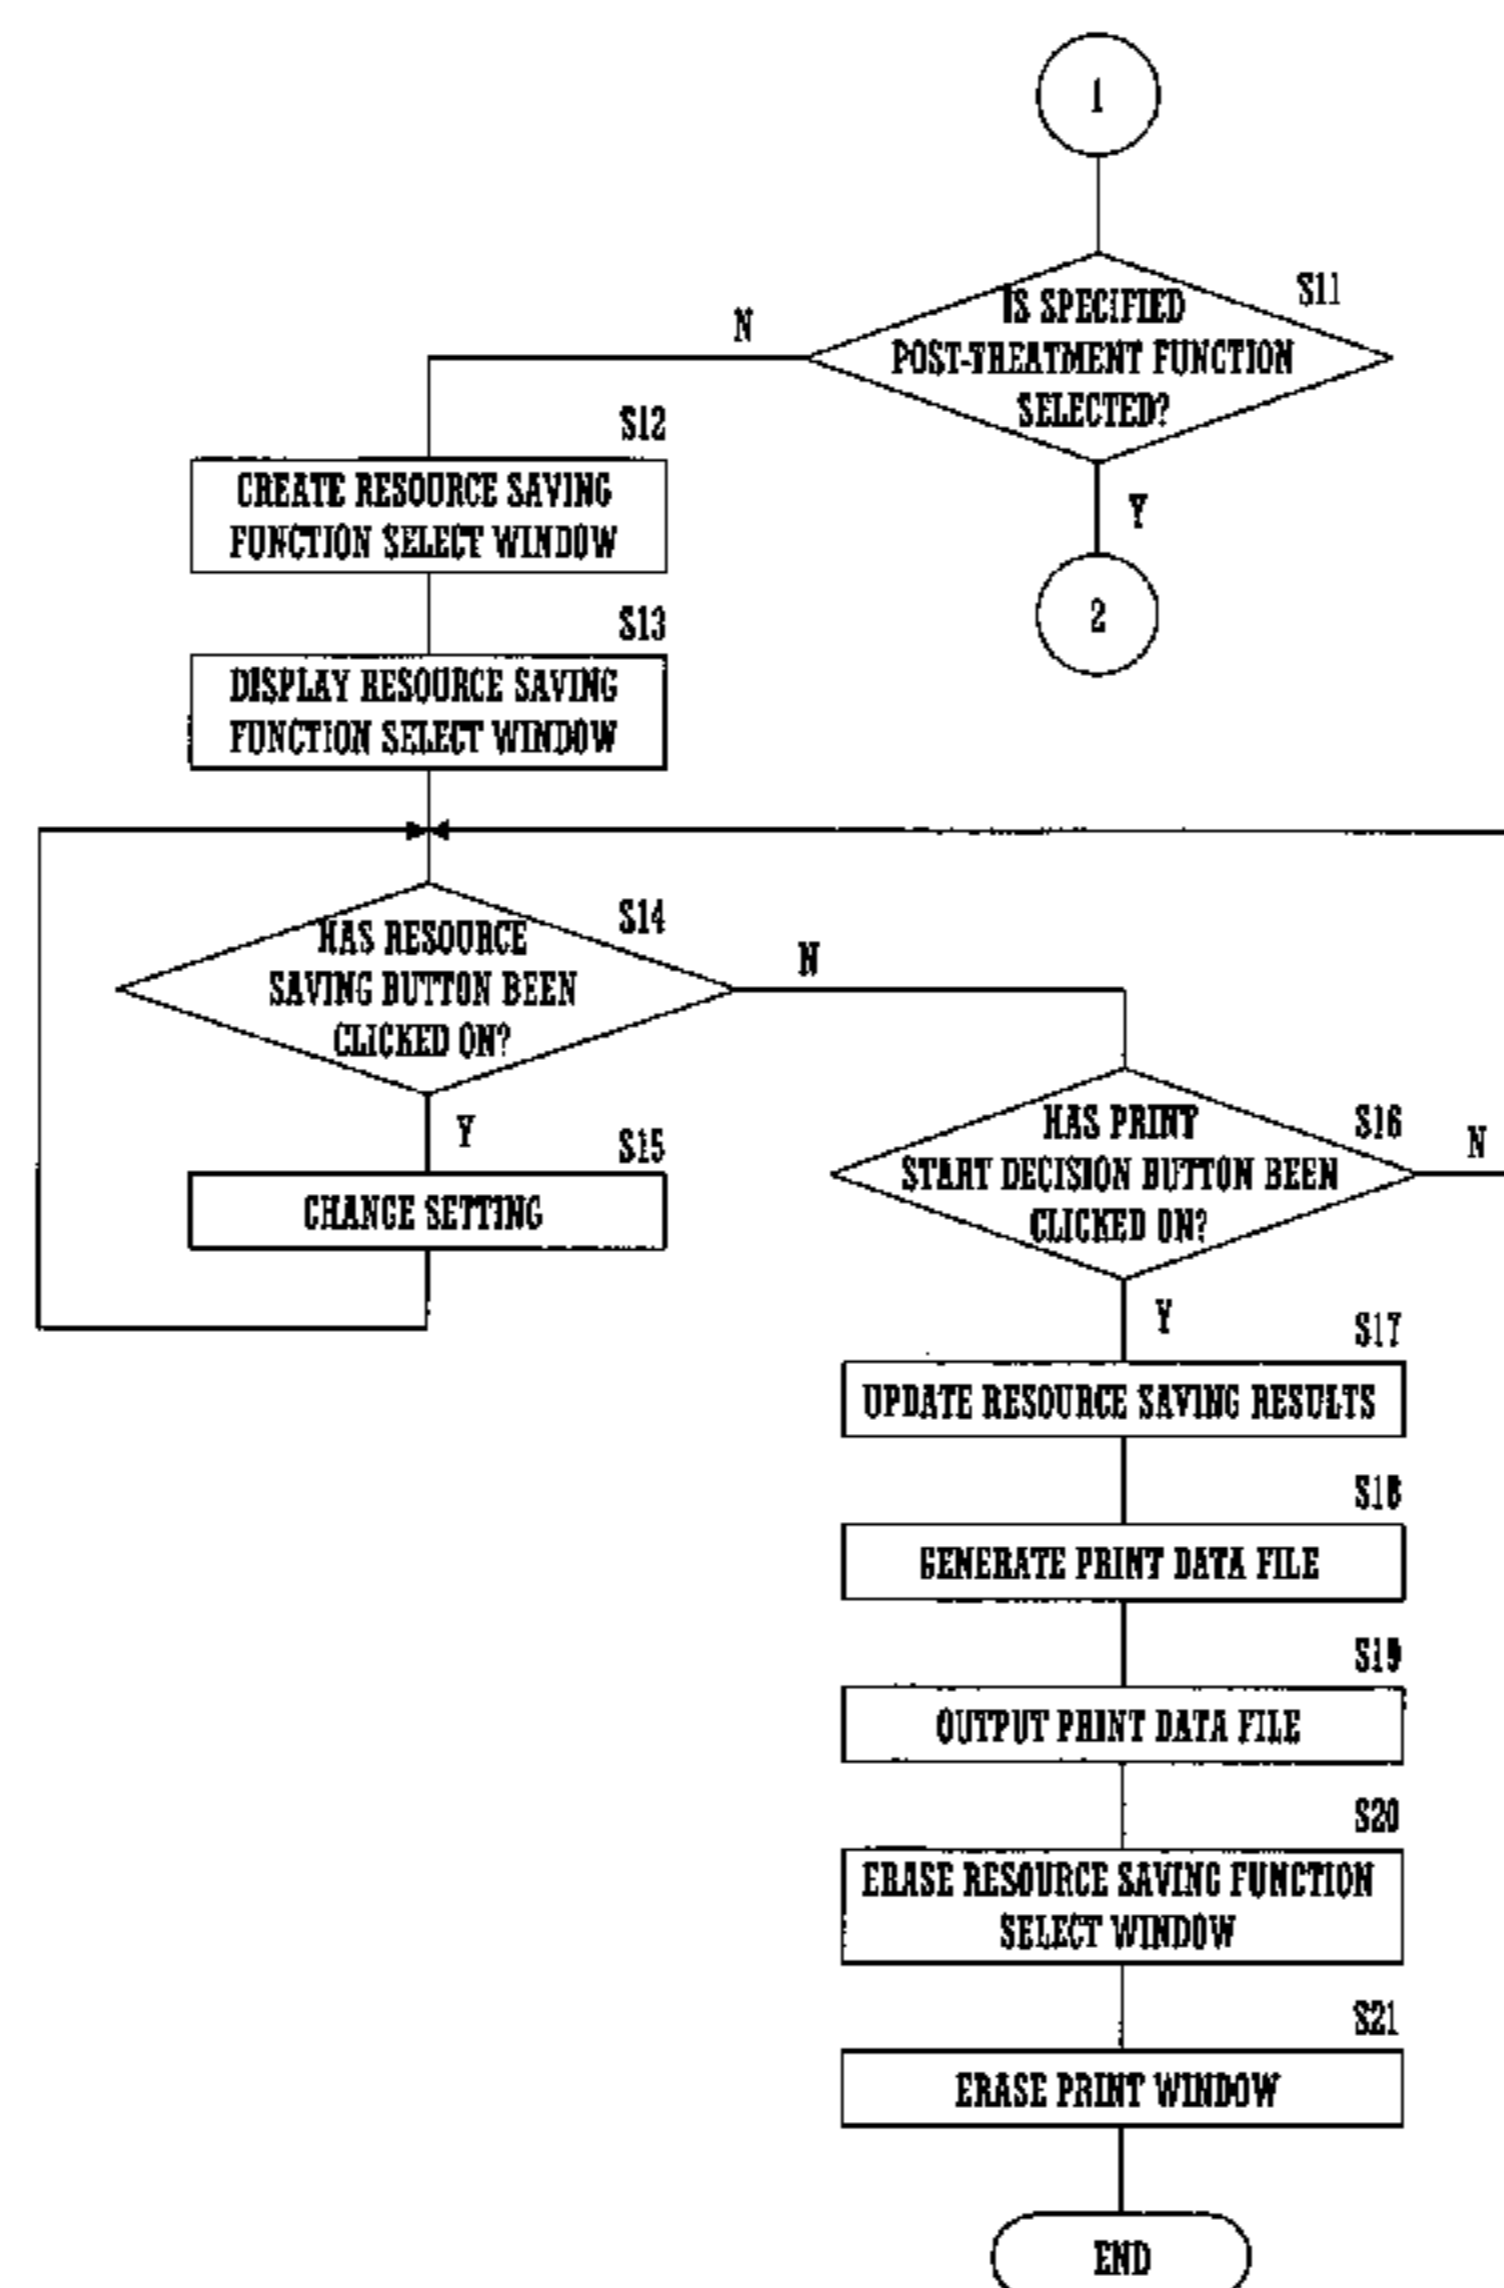 1
S11
IS SPECIFIED
POST-TREATMENT FUNCTION
SELECTED?
N
Y
2
S12
CREATE RESOURCE SAVING
FUNCTION SELECT WINDOW
S13
DISPLAY RESOURCE SAVING
FUNCTION SELECT WINDOW
S14
HAS RESOURCE
SAVING BUTTON BEEN
CLICKED ON?
N
Y
S15
CHANGE SETTING
S16
HAS PRINT
START DECISION BUTTON BEEN
CLICKED ON?
N
Y
S17
UPDATE RESOURCE SAVING RESULTS
S18
GENERATE PRINT DATA FILE
S19
OUTPUT PRINT DATA FILE
S20
ERASE RESOURCE SAVING FUNCTION
SELECT WINDOW
S21
ERASE PRINT WINDOW
END